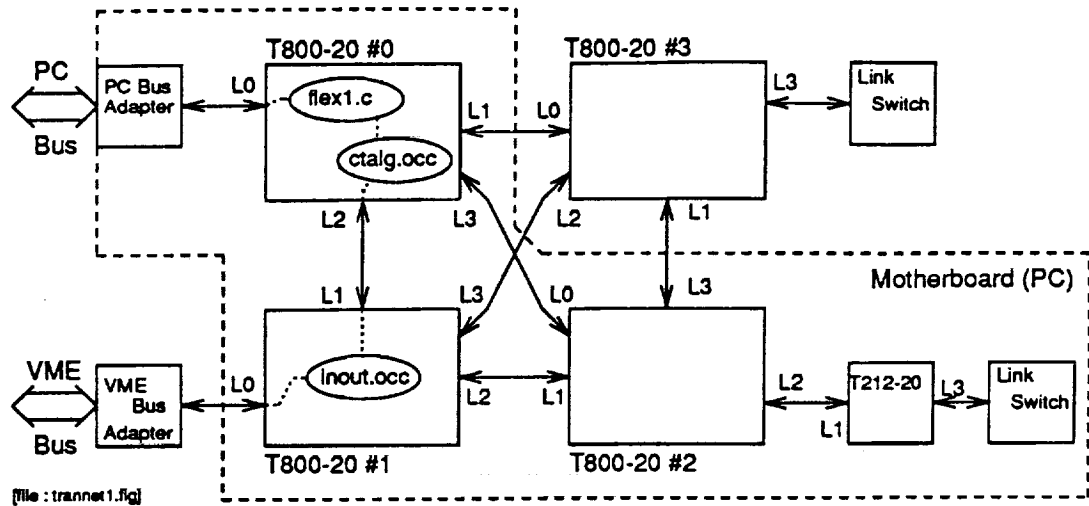 T800-20 #0
T800-20 #3
PC
Bus
PC Bus
Adapter
L0
flex1.c
ctalg.occ
L1
L0
L3
Link
Switch
L2
L3
L2
L1
L1
L3
L0
L3
Motherboard (PC)
VME
Bus
VME
Bus
Adapter
L0
inout.occ
L2
L1
L2
T212-20
L1
L3
Link
Switch
T800-20 #1
T800-20 #2
[file : trannet1.fig]